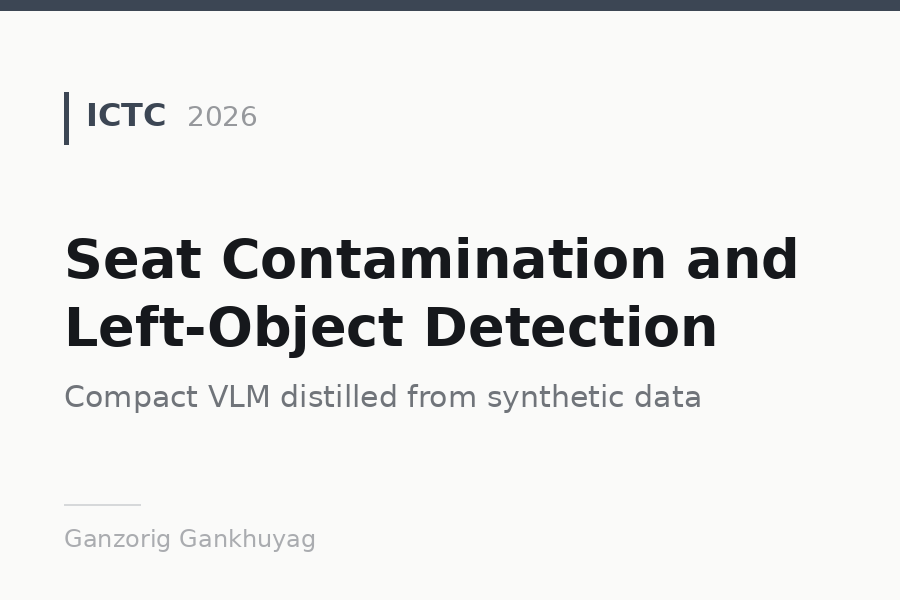 ICTC 2026
Seat Contamination and
Left-Object Detection
Compact VLM distilled from synthetic data
Ganzorig Gankhuyag